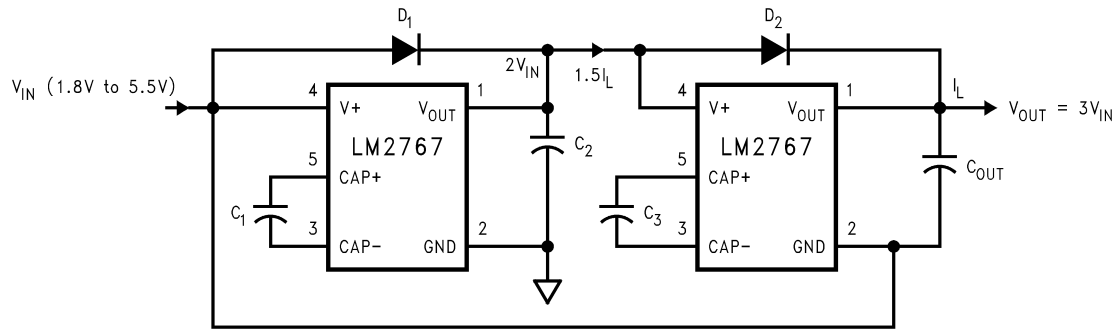 D1
D2
VIN (1.8V to 5.5V)
2VIN
1.5IL
IL
VOUT = 3VIN
4
V+
VOUT
1
LM2767
5
CAP+
C1
3
CAP-
GND
2
C2
4
V+
VOUT
1
LM2767
5
CAP+
C3
3
CAP-
GND
2
COUT